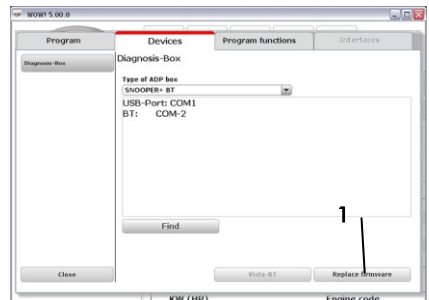 WOW! 5.00.0
Program
Devices
Program functions
Interfaces
Diagnosis-Box
Diagnosis-Box
Type of ADP box
SNOOPER+ BT
USB-Port: COM1
BT: COM-2
Find
1
Close
Vista-BT
Replace firmware
KW (HP)
Engine code